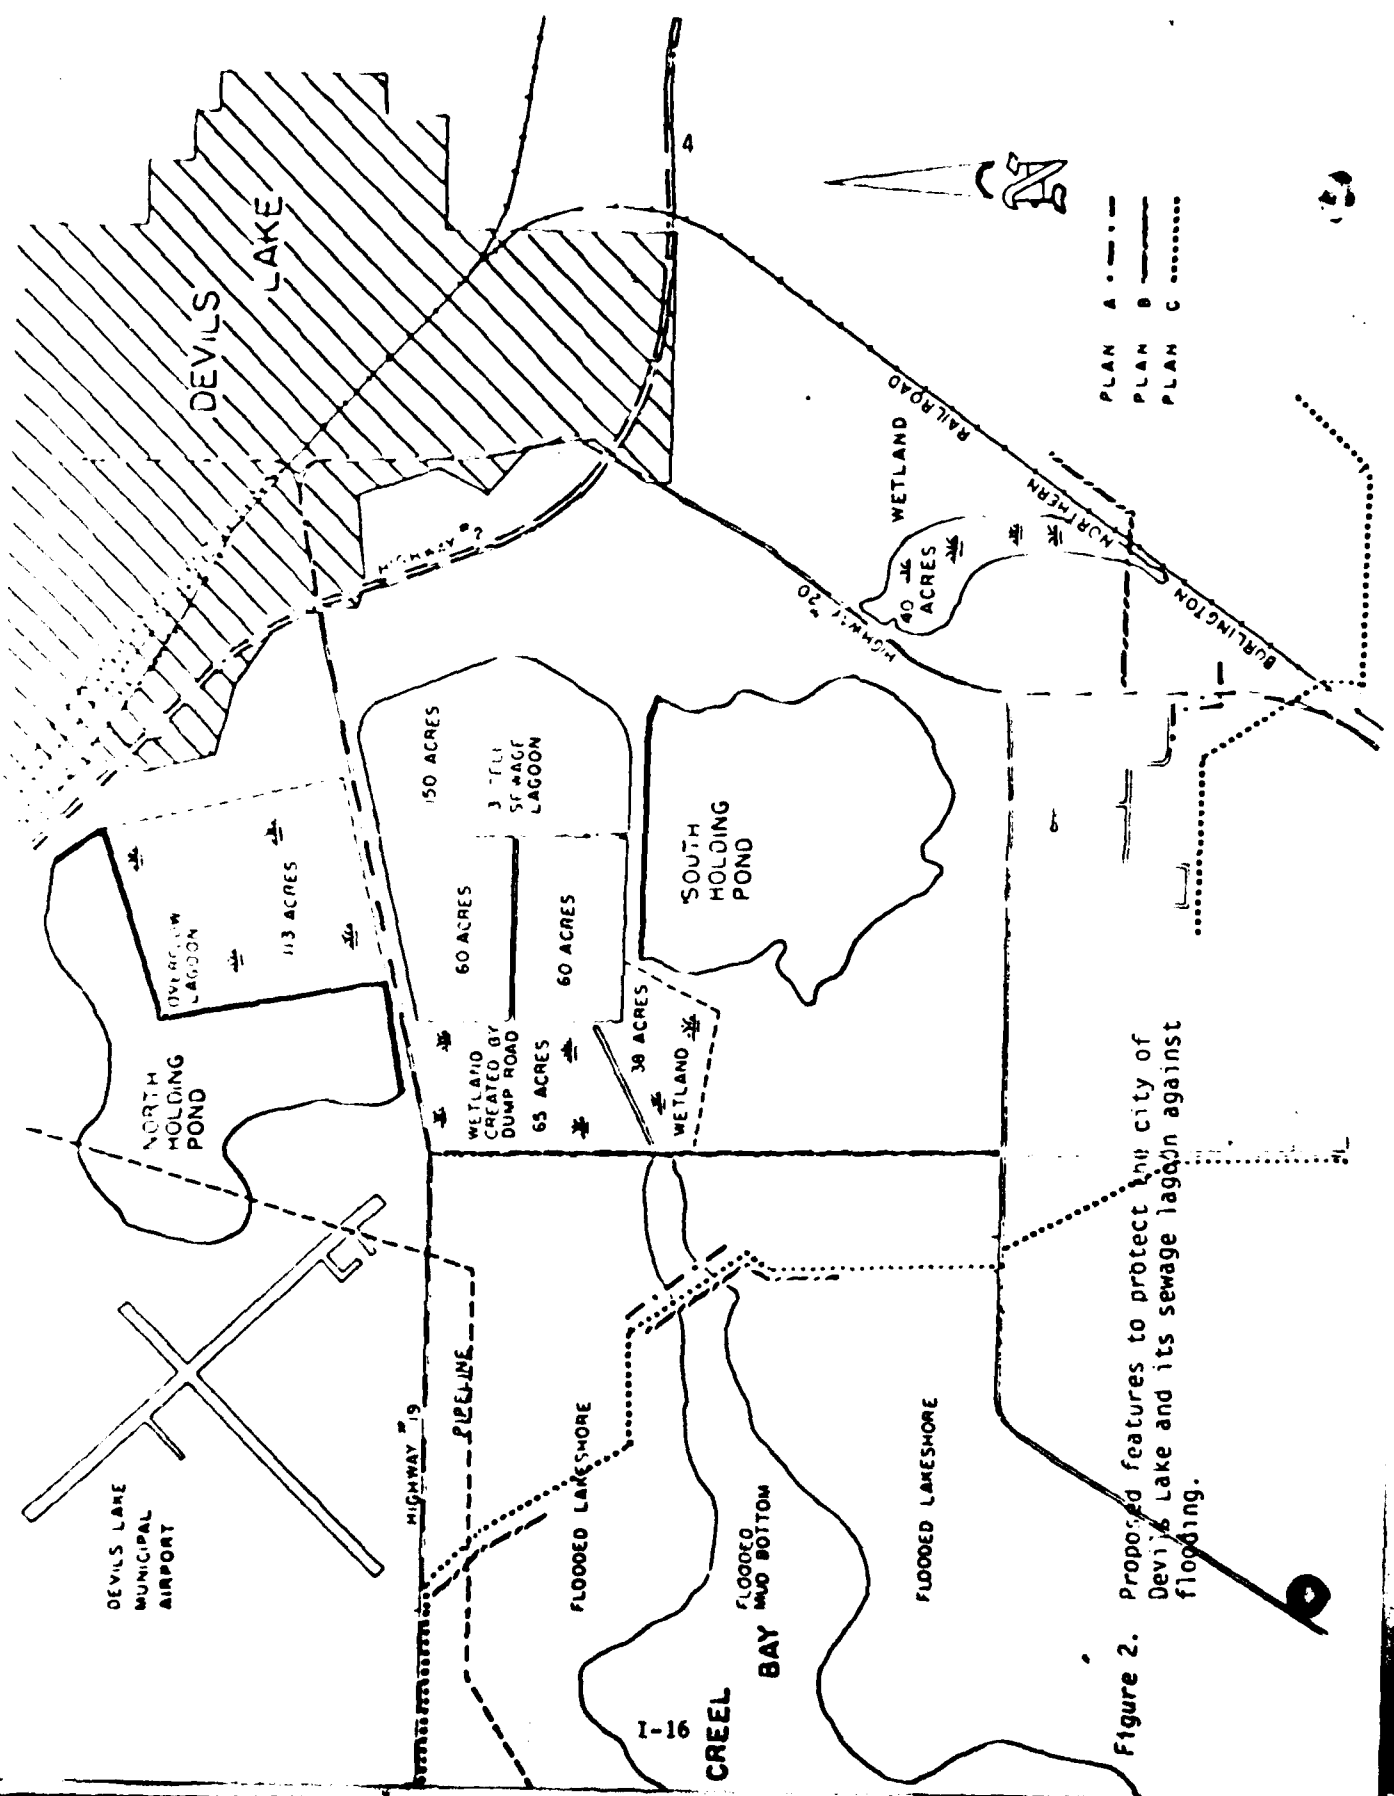 DEVILS LAKE
MUNICIPAL
AIRPORT
NORTH
HOLDING
POND
OVERFLOW
LAGOON
113 ACRES
DEVILS
LAKE
HIGHWAY # 19
PIPELINE
HIGHWAY # 2
4
WETLAND
CREATED BY
DUMP ROAD
65 ACRES
60 ACRES
60 ACRES
150 ACRES
3 CELL
SEWAGE
LAGOON
38 ACRES
WETLAND
SOUTH
HOLDING
POND
HIGHWAY # 20
40
ACRES
WETLAND
BURLINGTON NORTHERN RAILROAD
FLOODED LAKESHORE
FLOODED
MUD BOTTOM
FLOODED LAKESHORE
CREEL
BAY
I-16
N
PLAN A
PLAN B
PLAN C
Figure 2. Proposed features to protect the city of
Devils Lake and its sewage lagoon against
flooding.